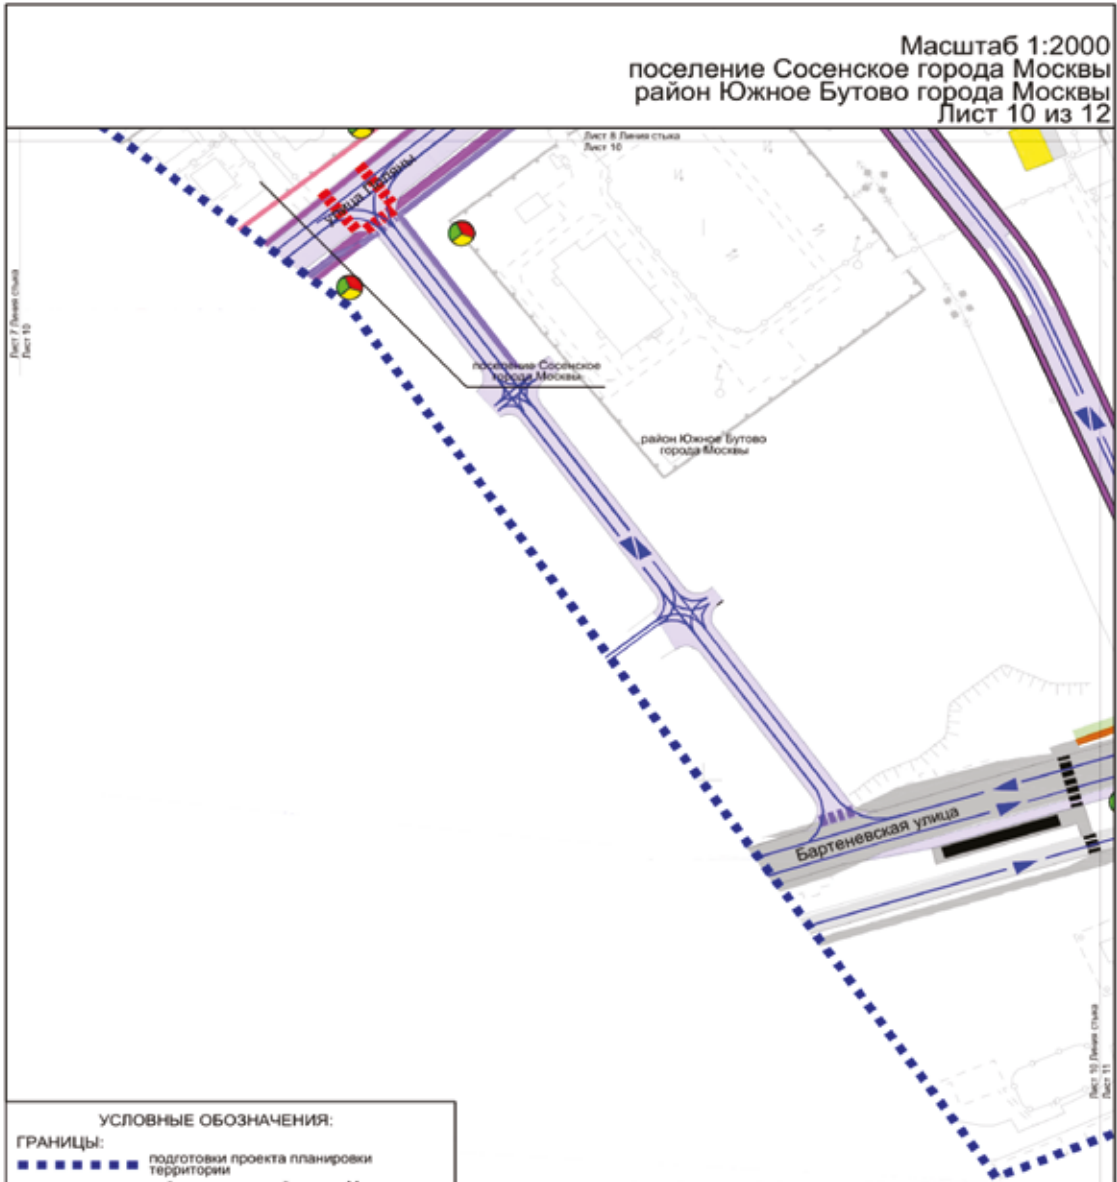 Масштаб 1:2000
поселение Сосенское города Москвы
район Южное Бутово города Москвы
Лист 10 из 12
Лист 8 Линия стыка
Лист 10
улица
Лист 7 Линия стыка
Лист 10
поселение Сосенское
города Москвы
район Южное Бутово
города Москвы
Бартеневская улица
Лист 10 Линия стыка
Лист 11
УСЛОВНЫЕ ОБОЗНАЧЕНИЯ:
ГРАНИЦЫ:
подготовки проекта планировки
территории